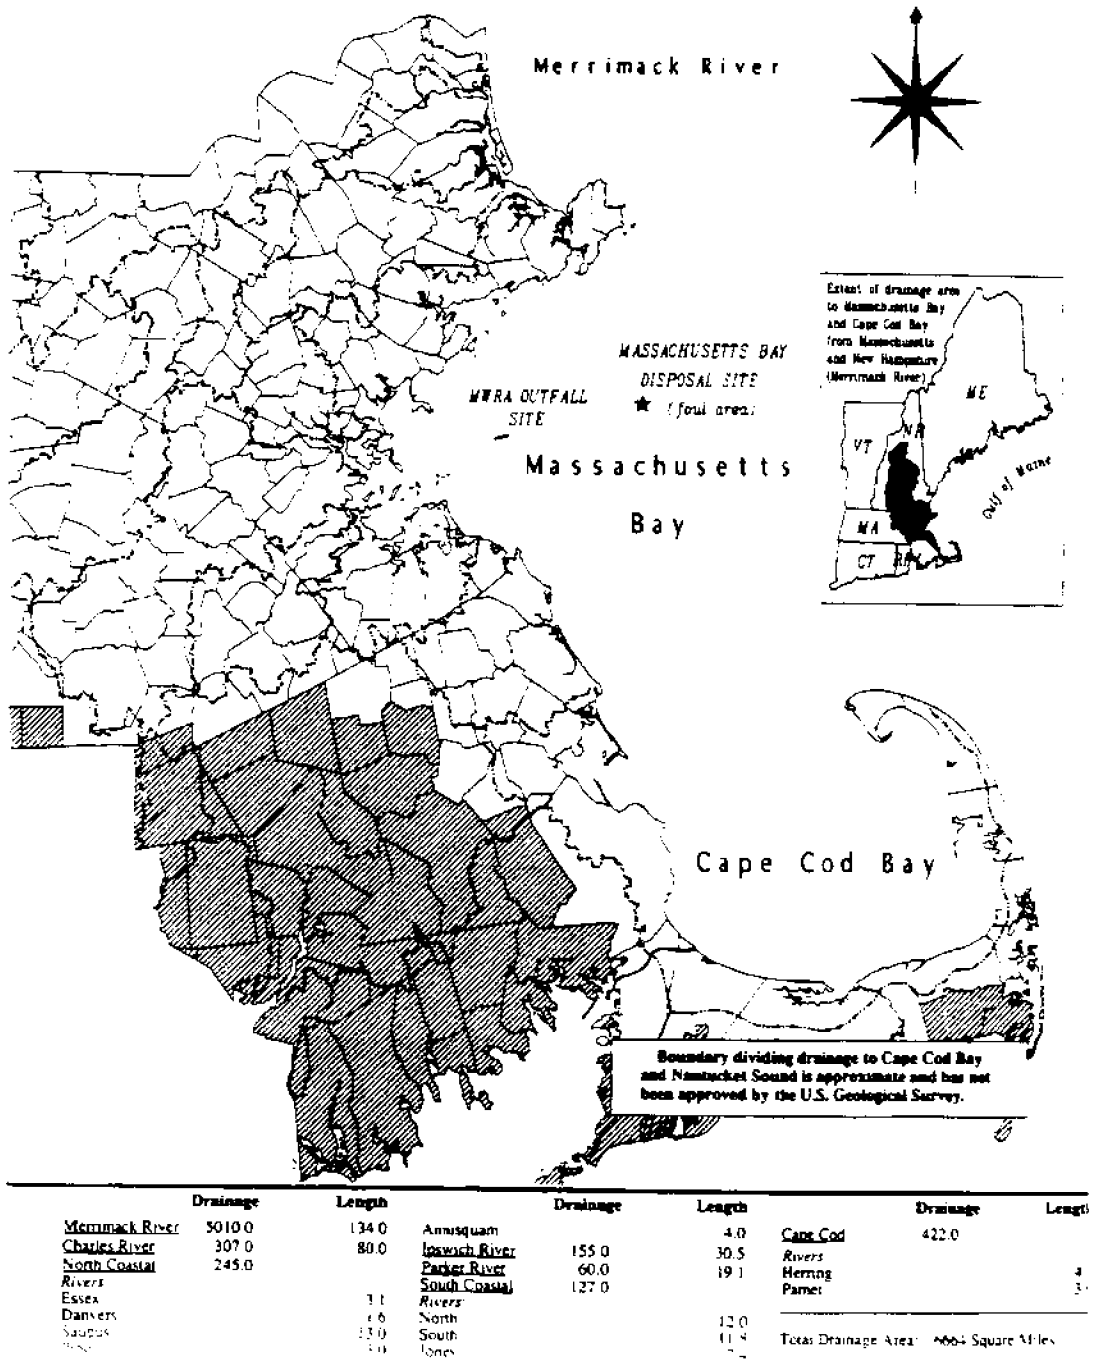 Merrimack River
Extent of drainage area
to Massachusetts Bay
and Cape Cod Bay
from Massachusetts
and New Hampshire
(Merrimack River)
ME
VT
NH
MA
CT
Gulf of Maine
MASSACHUSETTS BAY
DISPOSAL SITE
(foul area)
MWRA OUTFALL
SITE
Massachusetts
Bay
Cape Cod Bay
Boundary dividing drainage to Cape Cod Bay
and Nantucket Sound is approximate and has not
been approved by the U.S. Geological Survey.
Drainage Length Drainage Length Drainage
Merrimack River 5010.0 134.0 Annisquam 4.0 Cape Cod 422.0
Charles River 307.0 80.0 Ipswich River 155.0 30.5 Rivers
North Coastal 245.0 Parker River 60.0 19.1 Herring
Rivers South Coastal 127.0 Pamet
Essex Rivers
Danvers North 12.0
Saugus 13.0 South
Jones
Total Drainage Area: 6664 Square Miles